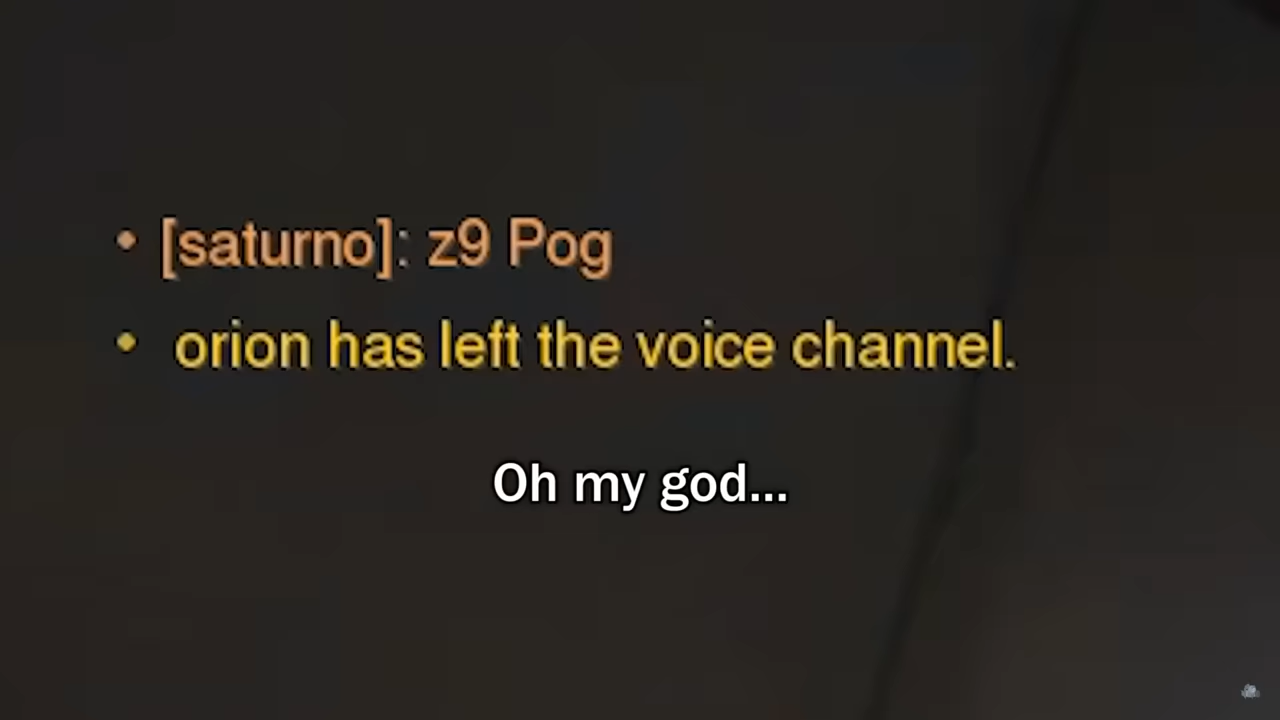 • [saturno]: z9 Pog
• orion has left the voice channel.
Oh my god...